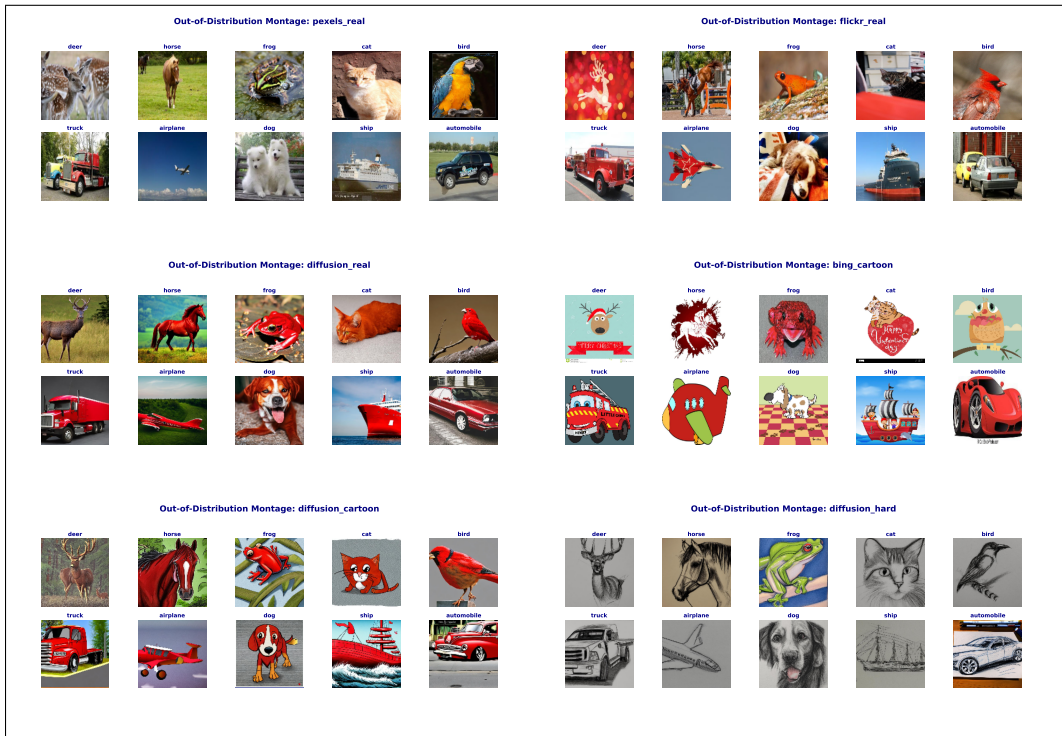 Out-of-Distribution Montage: pexels_real
deer horse frog cat bird
truck airplane dog ship automobile
Out-of-Distribution Montage: flickr_real
deer horse frog cat bird
truck airplane dog ship automobile
Out-of-Distribution Montage: diffusion_real
deer horse frog cat bird
truck airplane dog ship automobile
Out-of-Distribution Montage: bing_cartoon
deer horse frog cat bird
Happy
Valentine's
day!
truck airplane dog ship automobile
Out-of-Distribution Montage: diffusion_cartoon
deer horse frog cat bird
truck airplane dog ship automobile
Out-of-Distribution Montage: diffusion_hard
deer horse frog cat bird
truck airplane dog ship automobile